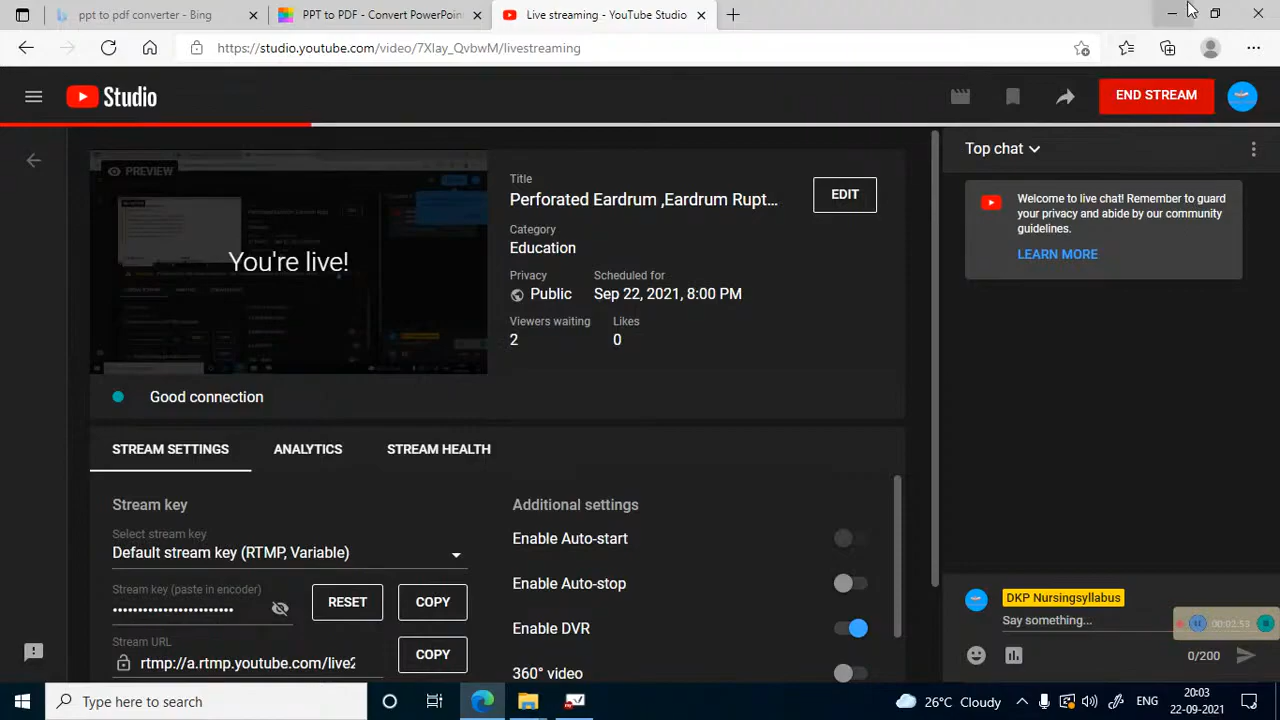 ppt to pdf converter - Bing
PPT to PDF - Convert PowerPoin
Live streaming - YouTube Studio
https://studio.youtube.com/video/7Xlay_QvbwM/livestreaming
Studio
END STREAM
PREVIEW
You're live!
Good connection
Title
Perforated Eardrum ,Eardrum Rupt...
EDIT
Category
Education
Privacy
Scheduled for
Public
Sep 22, 2021, 8:00 PM
Viewers waiting
Likes
2
0
STREAM SETTINGS
ANALYTICS
STREAM HEALTH
Stream key
Select stream key
Default stream key (RTMP, Variable)
Stream key (paste in encoder)
••••••••••••••••••••••••
RESET
COPY
Stream URL
rtmp://a.rtmp.youtube.com/live2
COPY
Additional settings
Enable Auto-start
Enable Auto-stop
Enable DVR
360° video
Top chat
Welcome to live chat! Remember to guard
your privacy and abide by our community
guidelines.
LEARN MORE
DKP Nursingsyllabus
Say something...
00:02:53
0/200
Type here to search
26°C Cloudy
ENG
20:03
22-09-2021